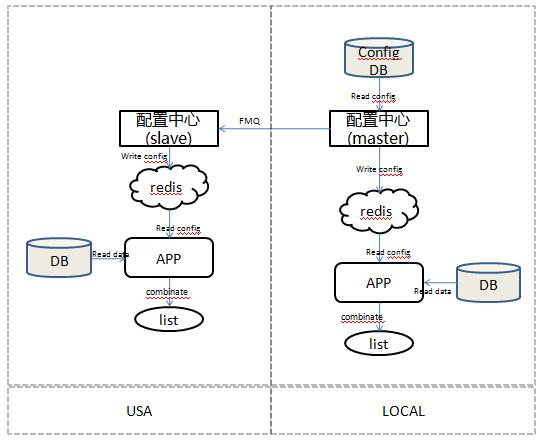 Config
DB
Read config
配置中心
(slave)
FMQ
配置中心
(master)
Write config
Write config
redis
redis
Read config
Read config
DB
Read data
APP
APP
Read data
DB
combinate
combinate
list
list
USA
LOCAL